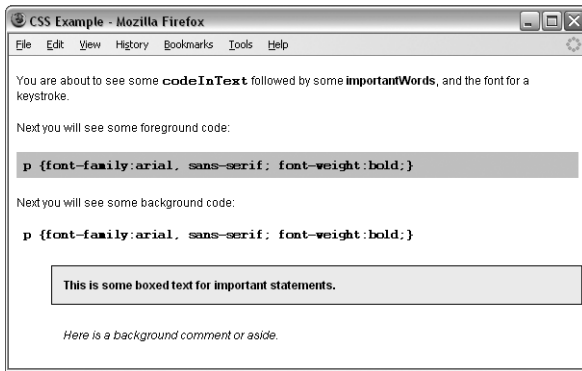 CSS Example - Mozilla Firefox
File Edit View History Bookmarks Tools Help
You are about to see some codeInText followed by some importantWords, and the font for a
keystroke.
Next you will see some foreground code:
p {font-family:arial, sans-serif; font-weight:bold;}
Next you will see some background code:
p {font-family:arial, sans-serif; font-weight:bold;}
This is some boxed text for important statements.
Here is a background comment or aside.